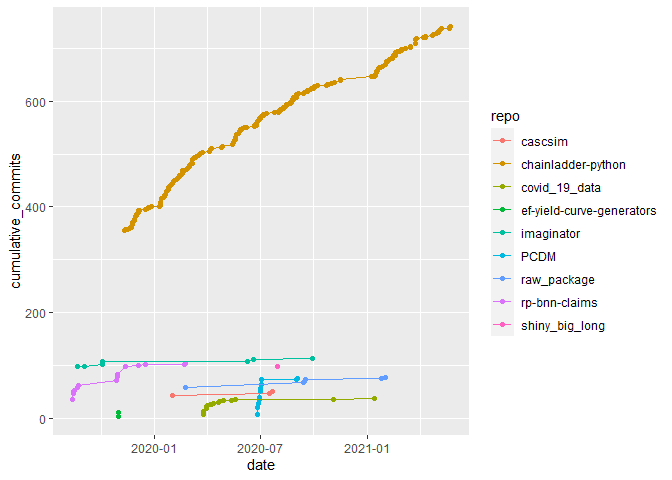 cumulative_commits
600
400
200
0
2020-01
2020-07
2021-01
date
repo
cascsim
chainladder-python
covid_19_data
ef-yield-curve-generators
imaginator
PCDM
raw_package
rp-bnn-claims
shiny_big_long